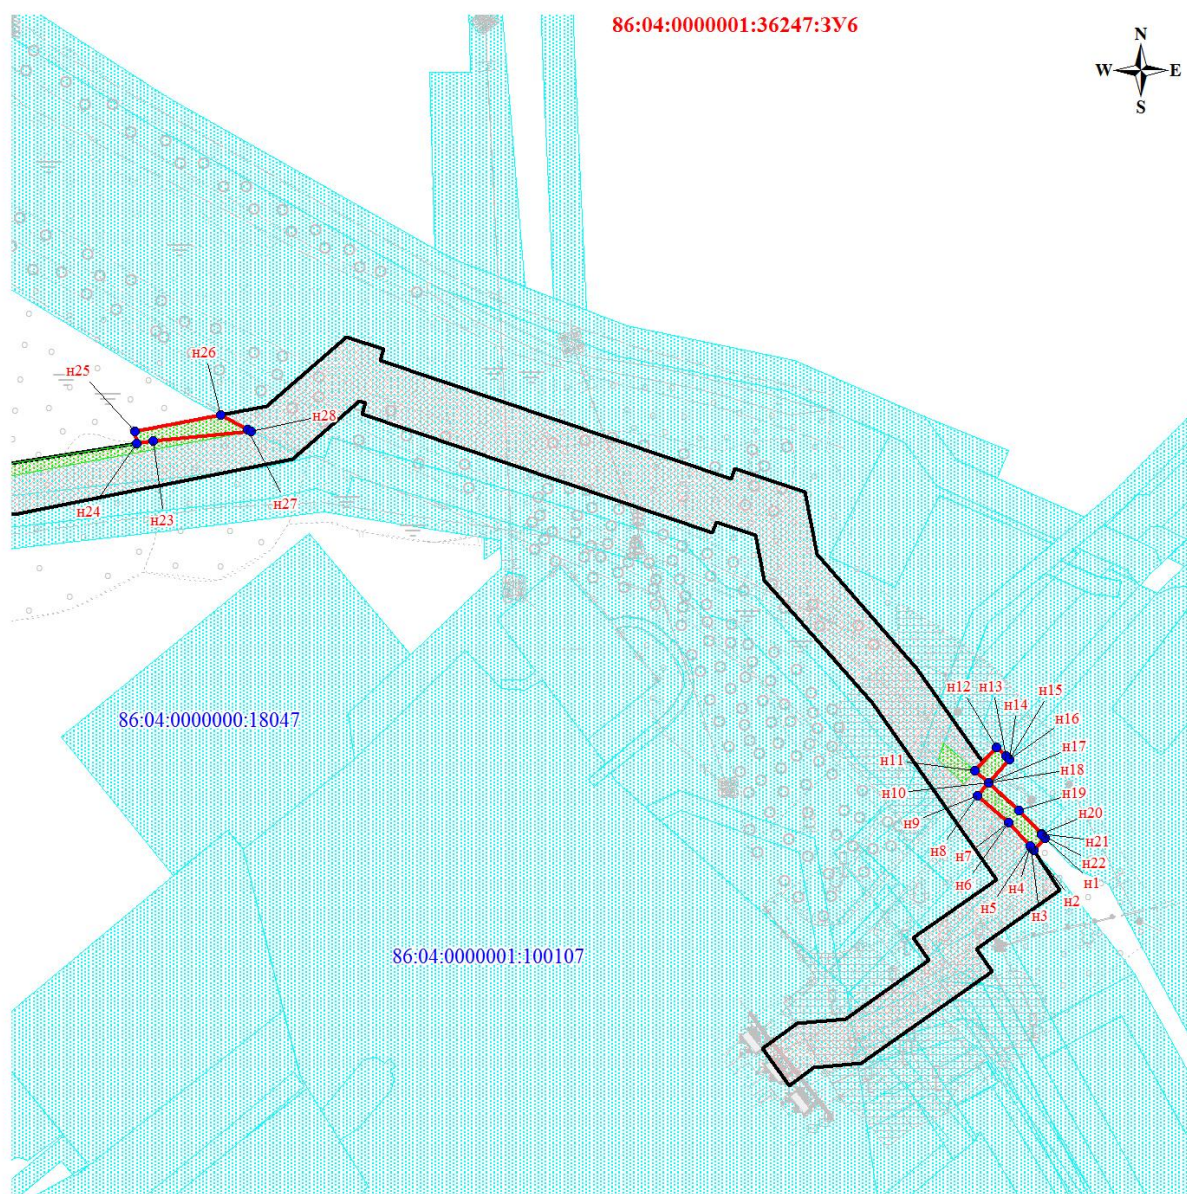 86:04:0000001:36247:ЗУ6
N
W E
S
н26
н25
н28
н24
н23
н27
н12
н13
н15
н14
н16
н17
н11
н18
н10
н19
н9
н20
н8
н21
н7
н22
н6
н4
н1
н5
н2
н3
86:04:0000000:18047
86:04:0000001:100107